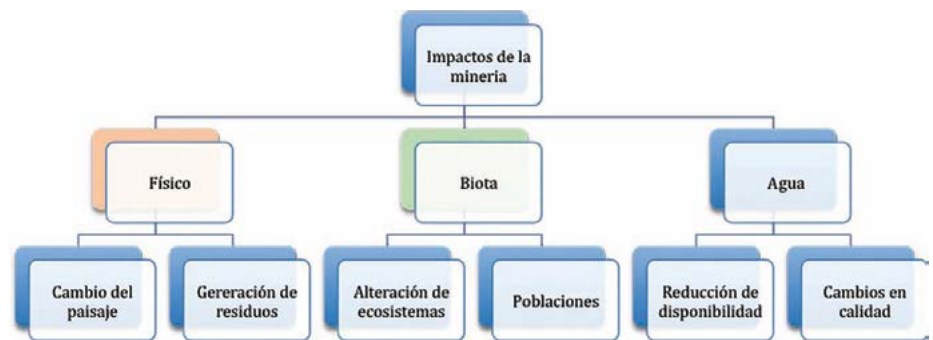 Impactos de la
mineria
Físico
Biota
Agua
Cambio del
paisaje
Gereración de
residuos
Alteración de
ecosistemas
Poblaciones
Reducción de
disponibilidad
Cambios en
calidad